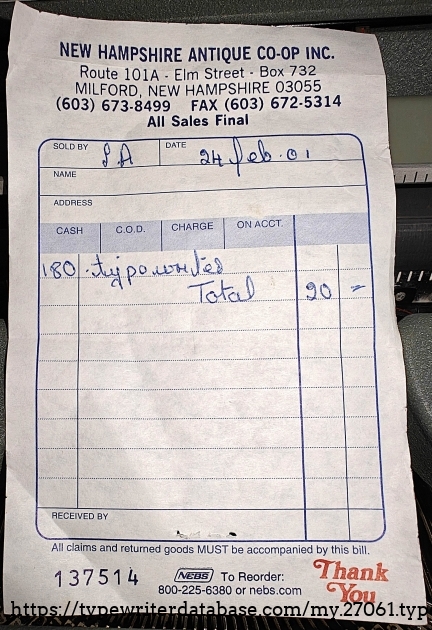 NEW HAMPSHIRE ANTIQUE CO-OP INC.
Route 101A - Elm Street - Box 732
MILFORD, NEW HAMPSHIRE 03055
(603) 673-8499 FAX (603) 672-5314
All Sales Final
SOLD BY DATE 24 feb. 01
NAME
ADDRESS
CASH C.O.D. CHARGE ON ACCT.
180 typewriter
Total 20 =
RECEIVED BY
All claims and returned goods MUST be accompanied by this bill.
137514 NEBS To Reorder: Thank
800-225-6380 or nebs.com You
https://typewriterdatabase.com/my.27061.typ